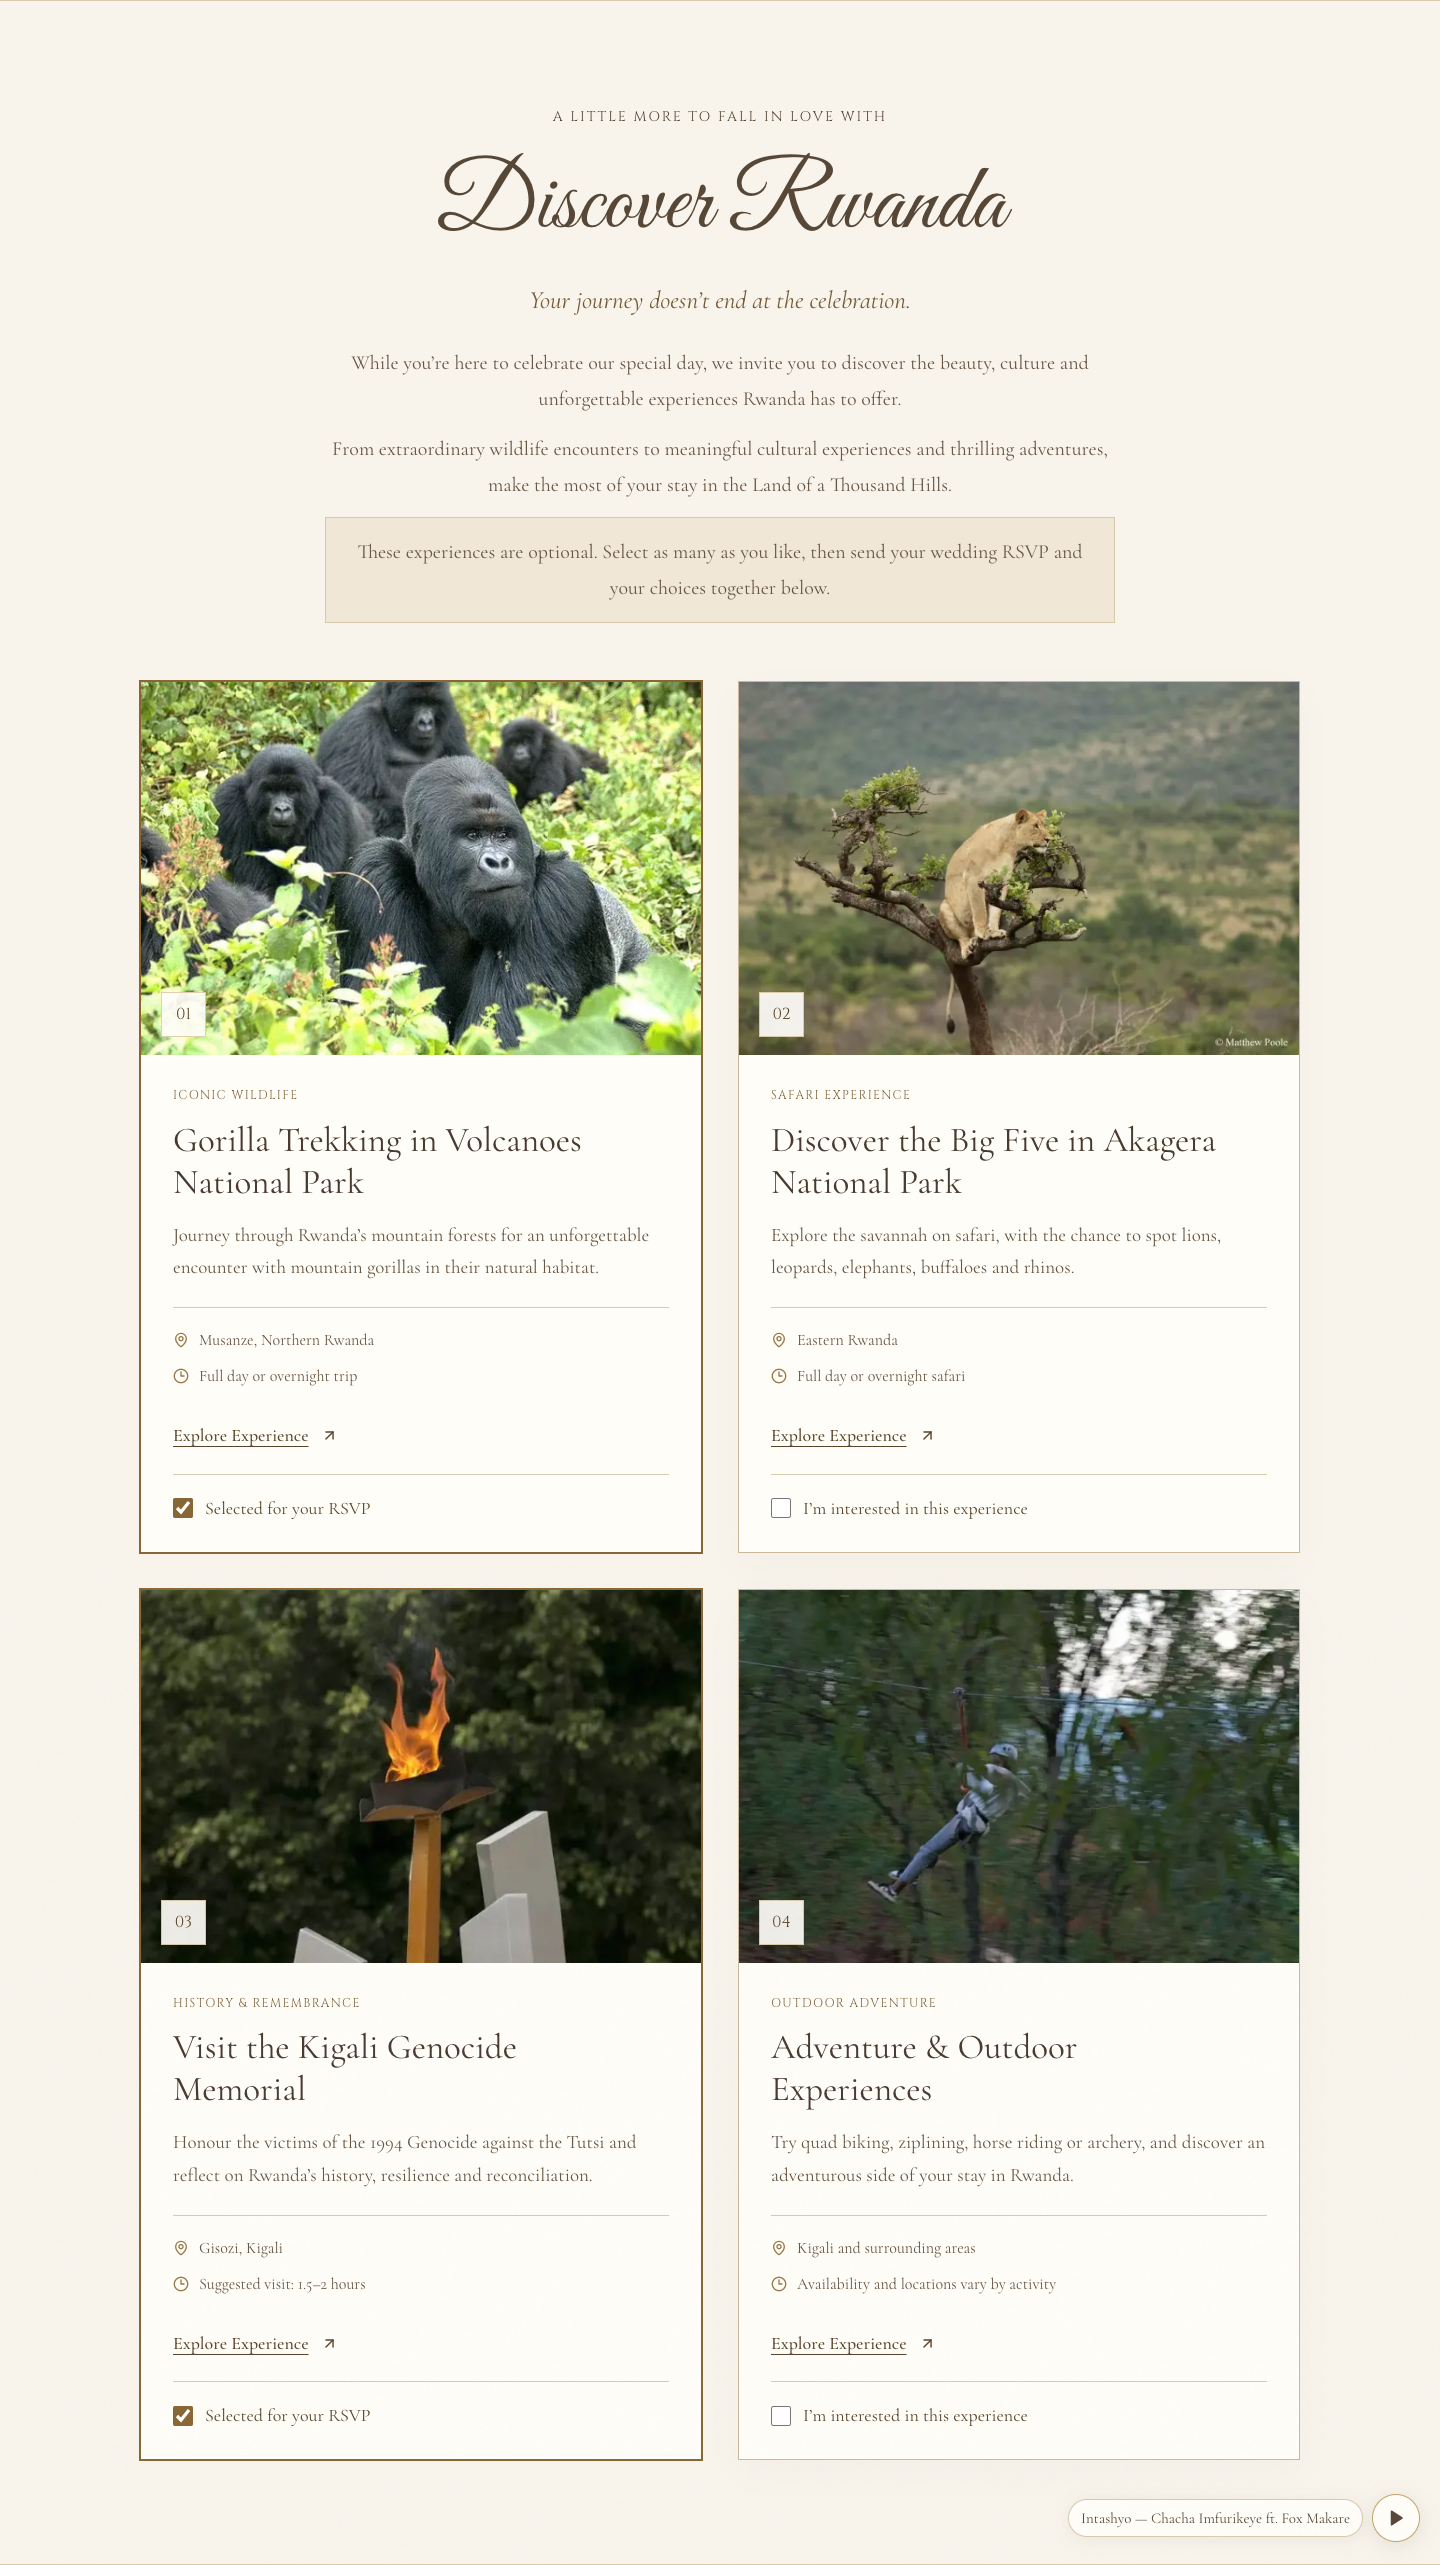 A LITTLE MORE TO FALL IN LOVE WITH
Discover Rwanda
Your journey doesn’t end at the celebration.
While you’re here to celebrate our special day, we invite you to discover the beauty, culture and
unforgettable experiences Rwanda has to offer.
From extraordinary wildlife encounters to meaningful cultural experiences and thrilling adventures,
make the most of your stay in the Land of a Thousand Hills.
These experiences are optional. Select as many as you like, then send your wedding RSVP and
your choices together below.
01
ICONIC WILDLIFE
Gorilla Trekking in Volcanoes
National Park
Journey through Rwanda’s mountain forests for an unforgettable
encounter with mountain gorillas in their natural habitat.
Musanze, Northern Rwanda
Full day or overnight trip
Explore Experience
Selected for your RSVP
02
© Matthew Poole
SAFARI EXPERIENCE
Discover the Big Five in Akagera
National Park
Explore the savannah on safari, with the chance to spot lions,
leopards, elephants, buffaloes and rhinos.
Eastern Rwanda
Full day or overnight safari
Explore Experience
I’m interested in this experience
03
HISTORY & REMEMBRANCE
Visit the Kigali Genocide
Memorial
Honour the victims of the 1994 Genocide against the Tutsi and
reflect on Rwanda’s history, resilience and reconciliation.
Gisozi, Kigali
Suggested visit: 1.5–2 hours
Explore Experience
Selected for your RSVP
04
OUTDOOR ADVENTURE
Adventure & Outdoor
Experiences
Try quad biking, ziplining, horse riding or archery, and discover an
adventurous side of your stay in Rwanda.
Kigali and surrounding areas
Availability and locations vary by activity
Explore Experience
I’m interested in this experience
Intashyo — Chacha Imfurikeye ft. Fox Makare